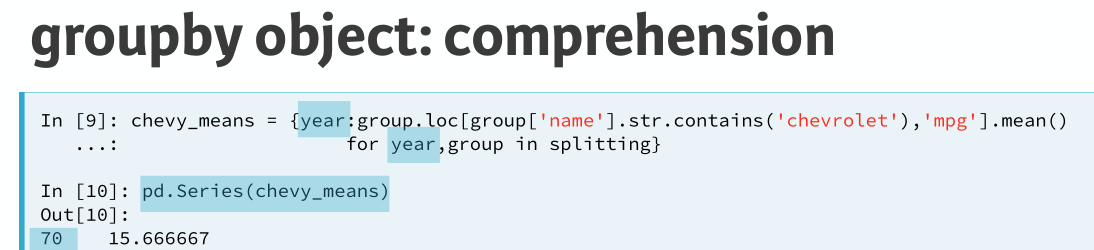 groupby object: comprehension
In [9]: chevy_means = {year:group.loc[group['name'].str.contains('chevrolet'),'mpg'].mean()
   ...:                    for year,group in splitting}
In [10]: pd.Series(chevy_means)
Out[10]:
70    15.666667